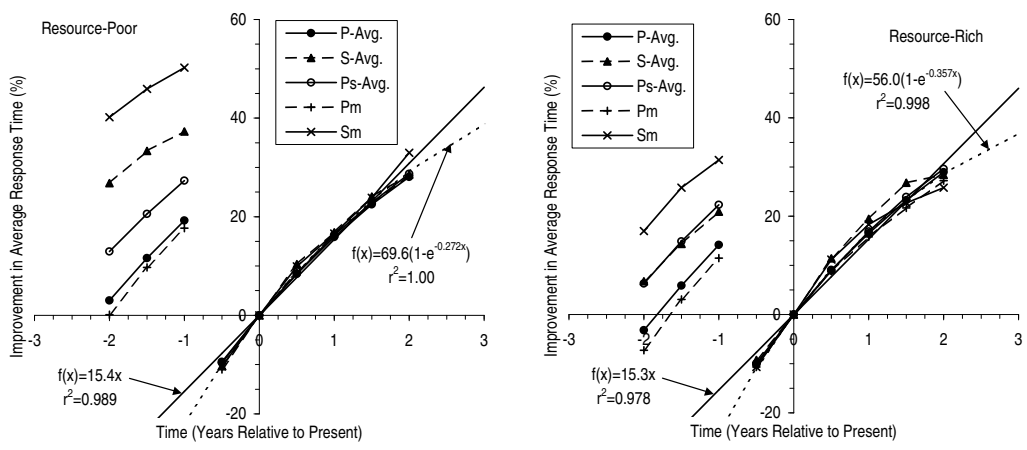 Resource-Poor
P-Avg.
S-Avg.
Ps-Avg.
Pm
Sm
60
40
20
0
-20
-3
-2
-1
0
1
2
3
Improvement in Average Response Time (%)
f(x)=69.6(1-e^-0.272x)
r²=1.00
f(x)=15.4x
r²=0.989
Time (Years Relative to Present)
Resource-Rich
P-Avg.
S-Avg.
Ps-Avg.
Pm
Sm
60
40
20
0
-20
-3
-2
-1
0
1
2
3
Improvement in Average Response Time (%)
f(x)=56.0(1-e^-0.357x)
r²=0.998
f(x)=15.3x
r²=0.978
Time (Years Relative to Present)